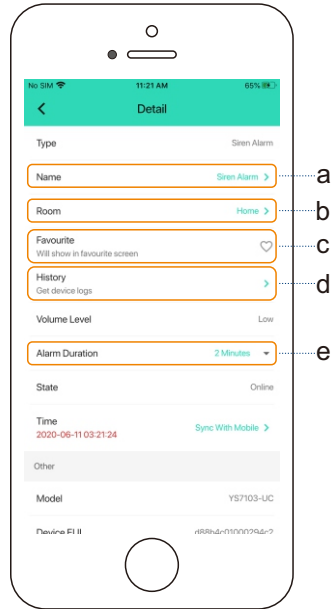 No SIM 11:21 AM 65%
Detail
Type Siren Alarm
Name Siren Alarm a
Room Home b
Favourite
Will show in favourite screen c
History
Get device logs d
Volume Level Low
Alarm Duration 2 Minutes e
State Online
Time
2020-06-11 03:21:24 Sync With Mobile
Other
Model YS7103-UC
Device EUI d88b4c01000294c2